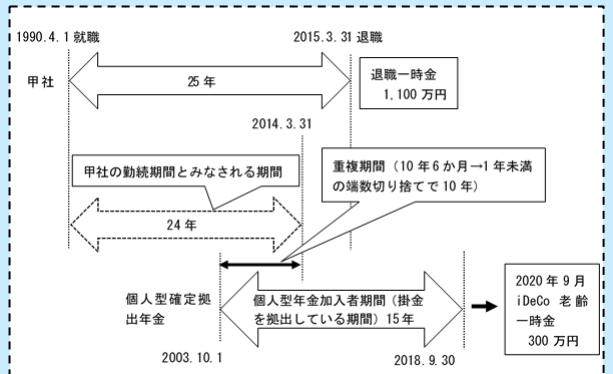 1990.4.1 就職
2015.3.31 退職
甲社
25 年
退職一時金
1,100 万円
2014.3.31
甲社の勤続期間とみなされる期間
重複期間（10 年 6 か月→1 年未満
の端数切り捨てで 10 年）
24 年
個人型確定拠
出年金
個人型年金加入者期間（掛金
を拠出している期間）15 年
2020 年 9 月
iDeCo 老齢
一時金
300 万円
2003.10.1
2018.9.30